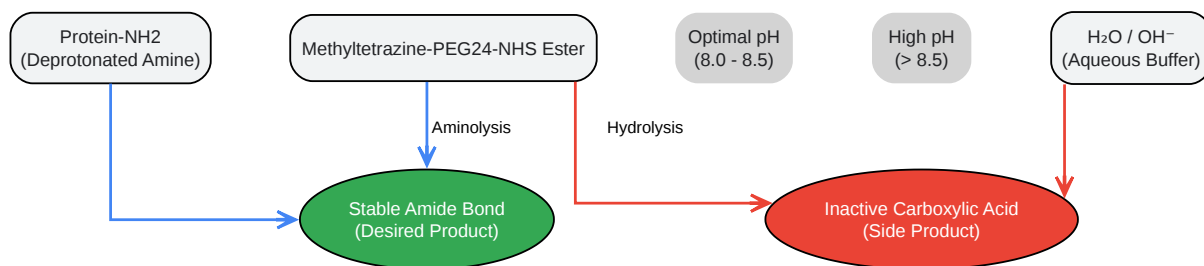 Protein-NH2
(Deprotonated Amine)
Methyltetrazine-PEG24-NHS Ester
Optimal pH
(8.0 - 8.5)
High pH
(> 8.5)
H₂O / OH⁻
(Aqueous Buffer)
Aminolysis
Hydrolysis
Stable Amide Bond
(Desired Product)
Inactive Carboxylic Acid
(Side Product)